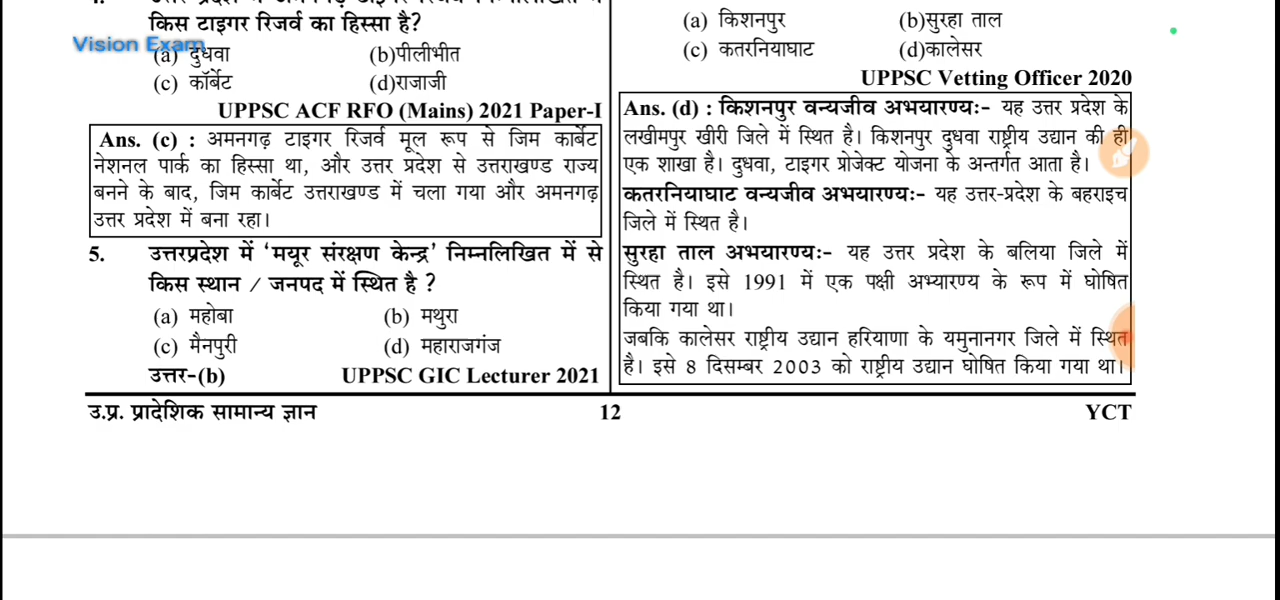 किस टाइगर रिजर्व का हिस्सा है?
Vision Exam
(a) दुधवा (b)पीलीभीत
(c) कॉर्बेट (d)राजाजी
UPPSC ACF RFO (Mains) 2021 Paper-I
Ans. (c) : अमनगढ़ टाइगर रिजर्व मूल रूप से जिम कार्बेट
नेशनल पार्क का हिस्सा था, और उत्तर प्रदेश से उत्तराखण्ड राज्य
बनने के बाद, जिम कार्बेट उत्तराखण्ड में चला गया और अमनगढ़
उत्तर प्रदेश में बना रहा।
5. उत्तरप्रदेश में ‘मयूर संरक्षण केन्द्र’ निम्नलिखित में से
किस स्थान / जनपद में स्थित है ?
(a) महोबा (b) मथुरा
(c) मैनपुरी (d) महाराजगंज
उत्तर-(b) UPPSC GIC Lecturer 2021
(a) किशनपुर (b)सुरहा ताल
(c) कतरनियाघाट (d)कालेसर
UPPSC Vetting Officer 2020
Ans. (d) : किशनपुर वन्यजीव अभयारण्यः- यह उत्तर प्रदेश के
लखीमपुर खीरी जिले में स्थित है। किशनपुर दुधवा राष्ट्रीय उद्यान की ही
एक शाखा है। दुधवा, टाइगर प्रोजेक्ट योजना के अन्तर्गत आता है।
कतरनियाघाट वन्यजीव अभयारण्यः- यह उत्तर-प्रदेश के बहराइच
जिले में स्थित है।
सुरहा ताल अभयारण्यः- यह उत्तर प्रदेश के बलिया जिले में
स्थित है। इसे 1991 में एक पक्षी अभ्यारण्य के रूप में घोषित
किया गया था।
जबकि कालेसर राष्ट्रीय उद्यान हरियाणा के यमुनानगर जिले में स्थित
है। इसे 8 दिसम्बर 2003 को राष्ट्रीय उद्यान घोषित किया गया था।
उ.प्र. प्रादेशिक सामान्य ज्ञान 12 YCT